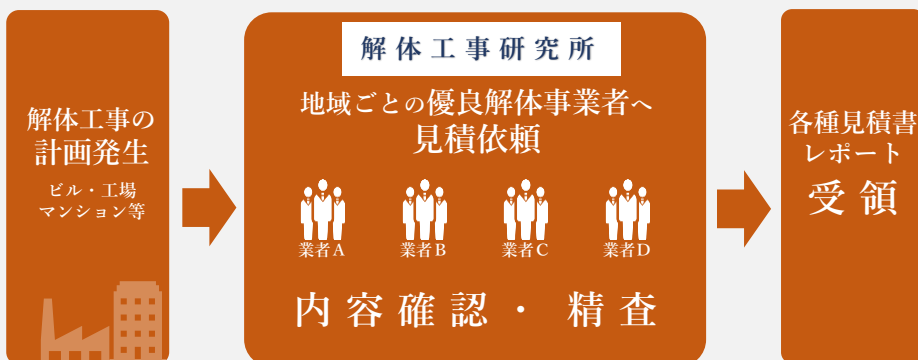 解体工事の
計画発生
ビル・工場
マンション等
解体工事研究所
地域ごとの優良解体事業者へ
見積依頼
業者A
業者B
業者C
業者D
内容確認・精査
各種見積書
レポート
受領